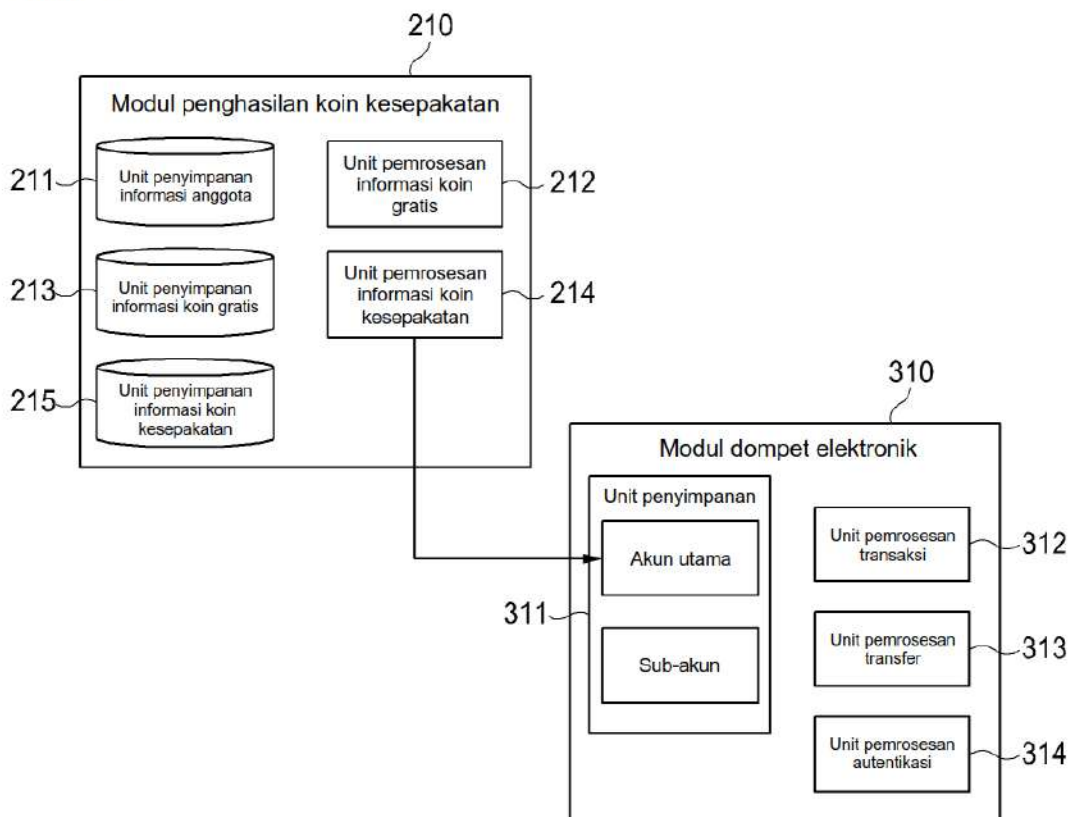 210
Modul penghasilan koin kesepakatan
211
Unit penyimpanan
informasi anggota
Unit pemrosesan
informasi koin
gratis
212
213
Unit penyimpanan
informasi koin gratis
Unit pemrosesan
informasi koin
kesepakatan
214
215
Unit penyimpanan
informasi koin
kesepakatan
310
Modul dompet elektronik
Unit penyimpanan
Akun utama
311
Sub-akun
Unit pemrosesan
transaksi
312
Unit pemrosesan
transfer
313
Unit pemrosesan
autentikasi
314